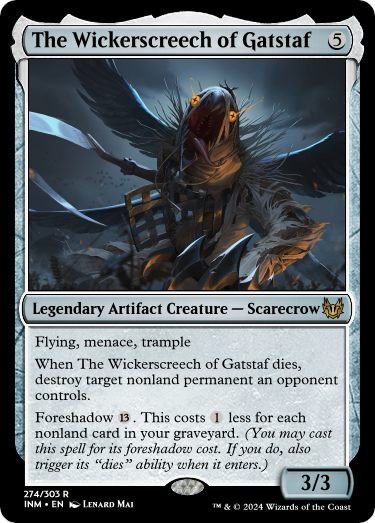 The Wickerscreech of Gatstaf 5
Legendary Artifact Creature — Scarecrow
Flying, menace, trample
When The Wickerscreech of Gatstaf dies,
destroy target nonland permanent an opponent
controls.
Foreshadow 13. This costs 1 less for each
nonland card in your graveyard. (You may cast
this spell for its foreshadow cost. If you do, also
trigger its “dies” ability when it enters.)
3/3
274/303 R
INM • EN Lenard Mai
™ & © 2024 Wizards of the Coast